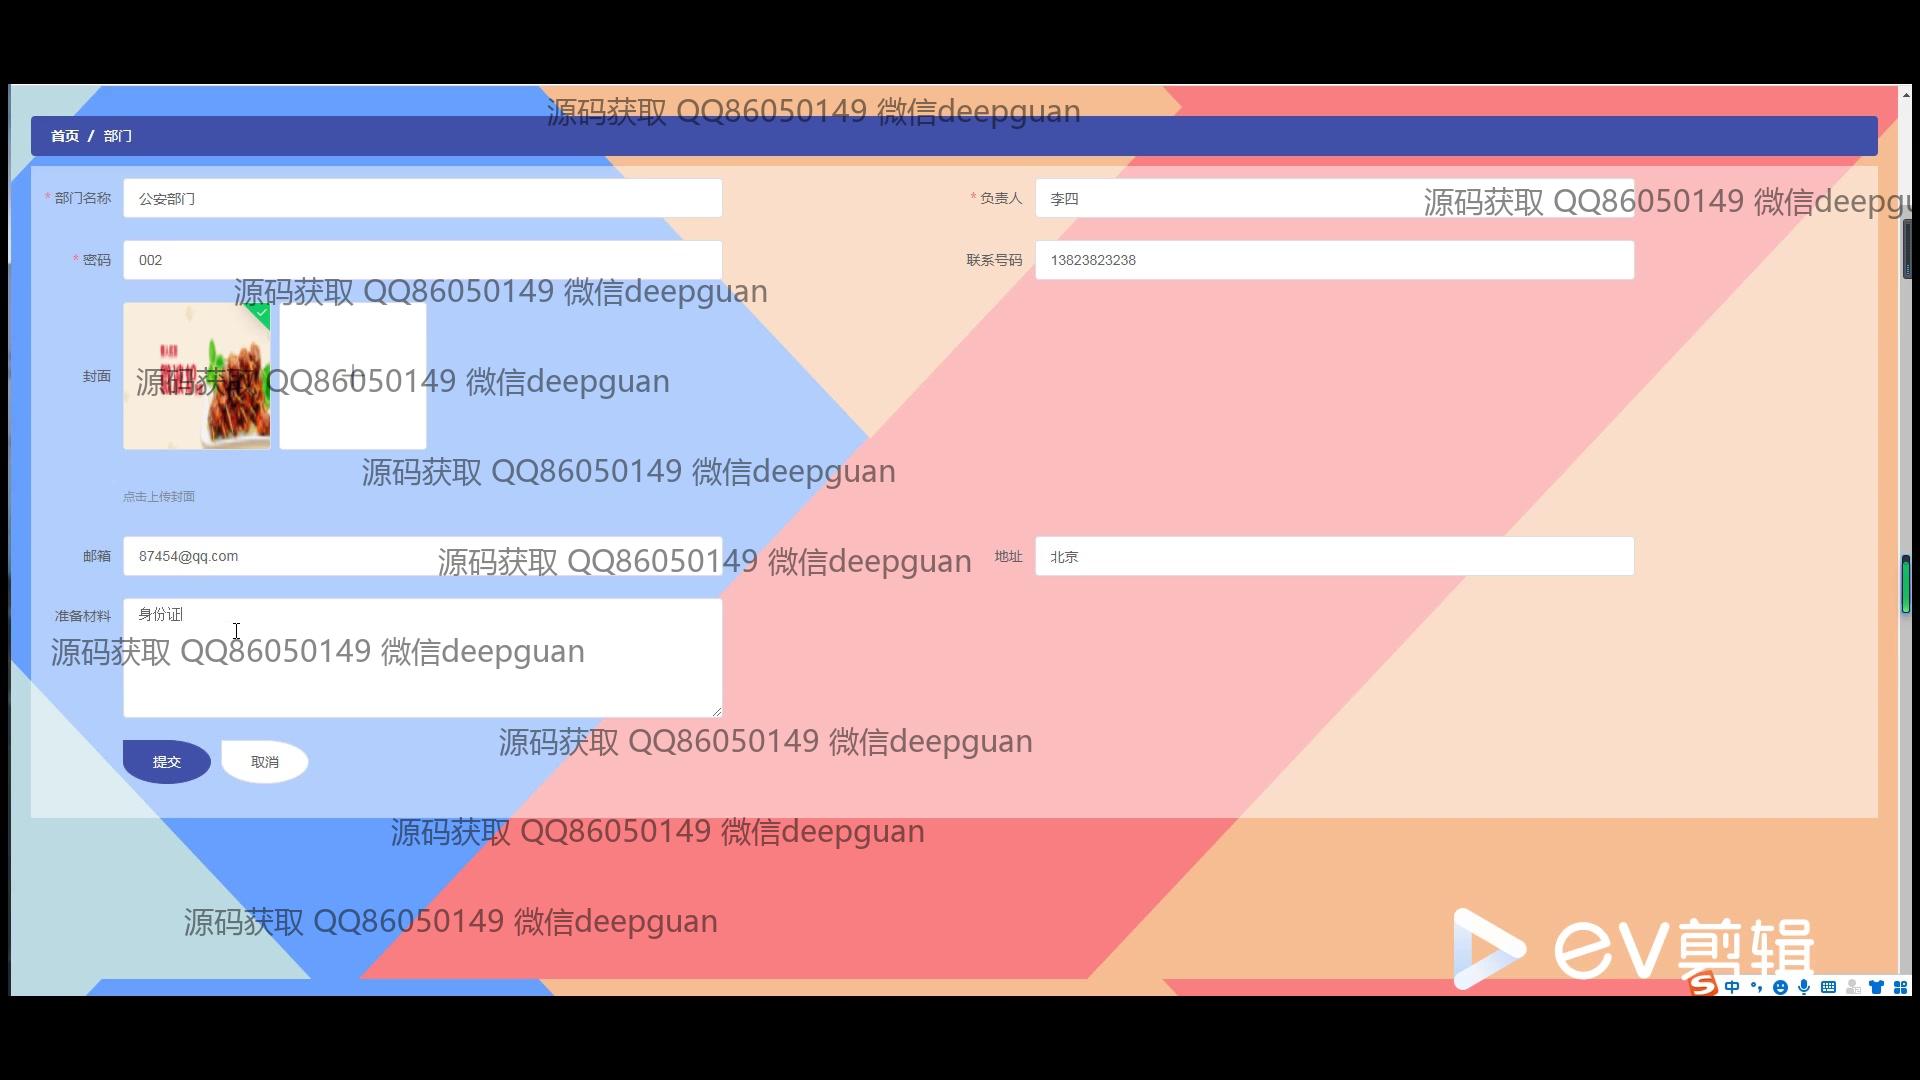 源码获取 QQ86050149 微信deepguan
首页 / 部门
* 部门名称 公安部门
* 负责人 李四
源码获取 QQ86050149 微信deepgu
* 密码 002
联系号码 13823823238
源码获取 QQ86050149 微信deepguan
封面
源码获取 QQ86050149 微信deepguan
源码获取 QQ86050149 微信deepguan
点击上传封面
邮箱 87454@qq.com
源码获取 QQ86050149 微信deepguan
地址 北京
准备材料 身份证
源码获取 QQ86050149 微信deepguan
源码获取 QQ86050149 微信deepguan
提交 取消
源码获取 QQ86050149 微信deepguan
源码获取 QQ86050149 微信deepguan
EV剪辑
S 中